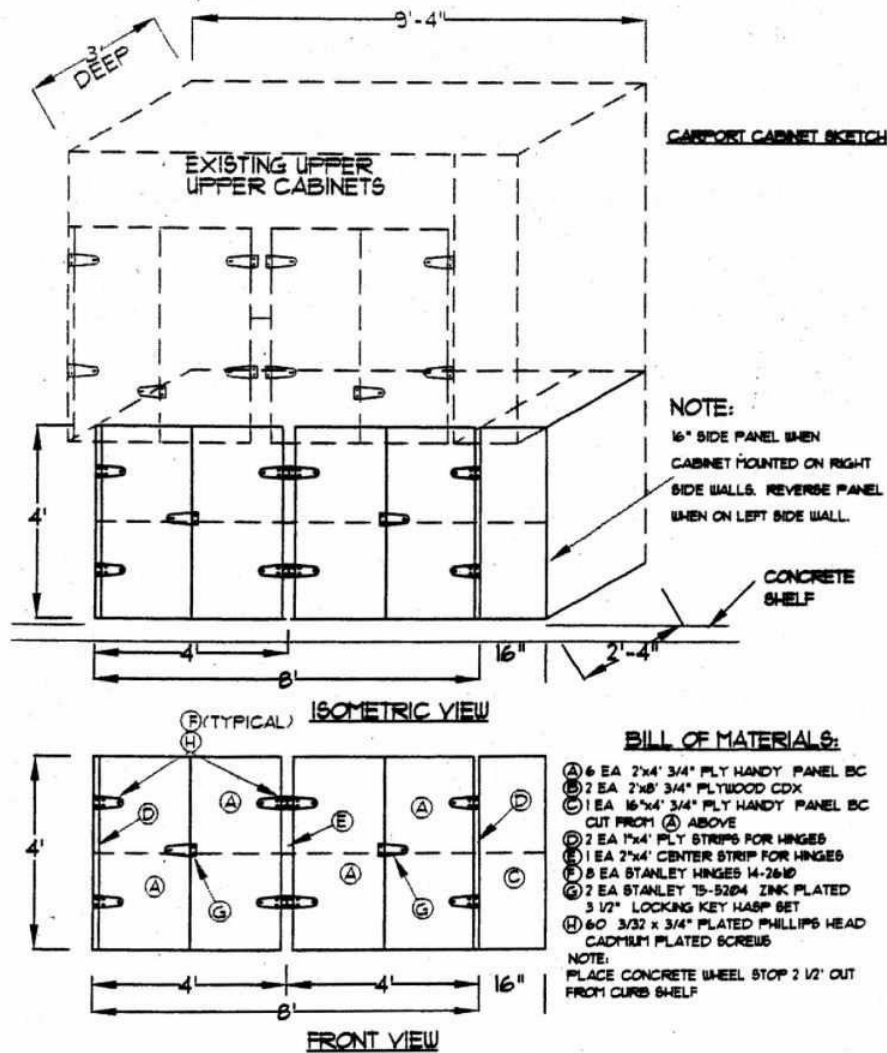 9'-4"
3'
DEEP
CARPORT CABINET SKETCH
EXISTING UPPER
UPPER CABINETS
NOTE:
16" SIDE PANEL WHEN
CABINET MOUNTED ON RIGHT
SIDE WALLS. REVERSE PANEL
WHEN ON LEFT SIDE WALL.
4'
CONCRETE
SHELF
4'
16"
2'-4"
8'
ISOMETRIC VIEW
F (TYPICAL)
H
BILL OF MATERIALS:
A 6 EA 2'x4' 3/4" PLY HANDY PANEL BC
B 2 EA 2'x8' 3/4" PLYWOOD CDX
C 1 EA 16"x4' 3/4" PLY HANDY PANEL BC
CUT FROM A ABOVE
D 2 EA 1"x4' PLY STRIPS FOR HINGES
E 1 EA 2"x4' CENTER STRIP FOR HINGES
F 8 EA STANLEY HINGES 14-2610
G 2 EA STANLEY 75-5204 ZINK PLATED
3 1/2" LOCKING KEY HASP SET
H 60 3/32 x 3/4" PLATED PHILLIPS HEAD
CADMIUM PLATED SCREWS
NOTE:
PLACE CONCRETE WHEEL STOP 2 1/2' OUT
FROM CURB SHELF
A
A
D
D
4'
E
A
A
C
G
G
4'
4'
16"
8'
FRONT VIEW